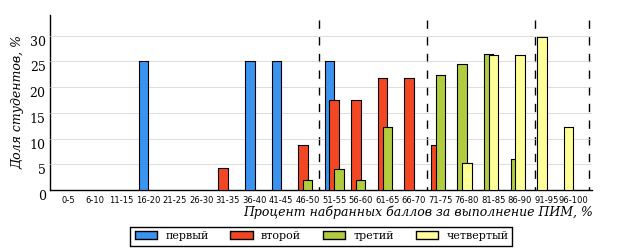 Доля студентов, %
30
25
20
15
10
5
0
0-5 6-10 11-15 16-20 21-25 26-30 31-35 36-40 41-45 46-50 51-55 56-60 61-65 66-70 71-75 76-80 81-85 86-90 91-95 96-100
Процент набранных баллов за выполнение ПИМ, %
первый второй третий четвертый